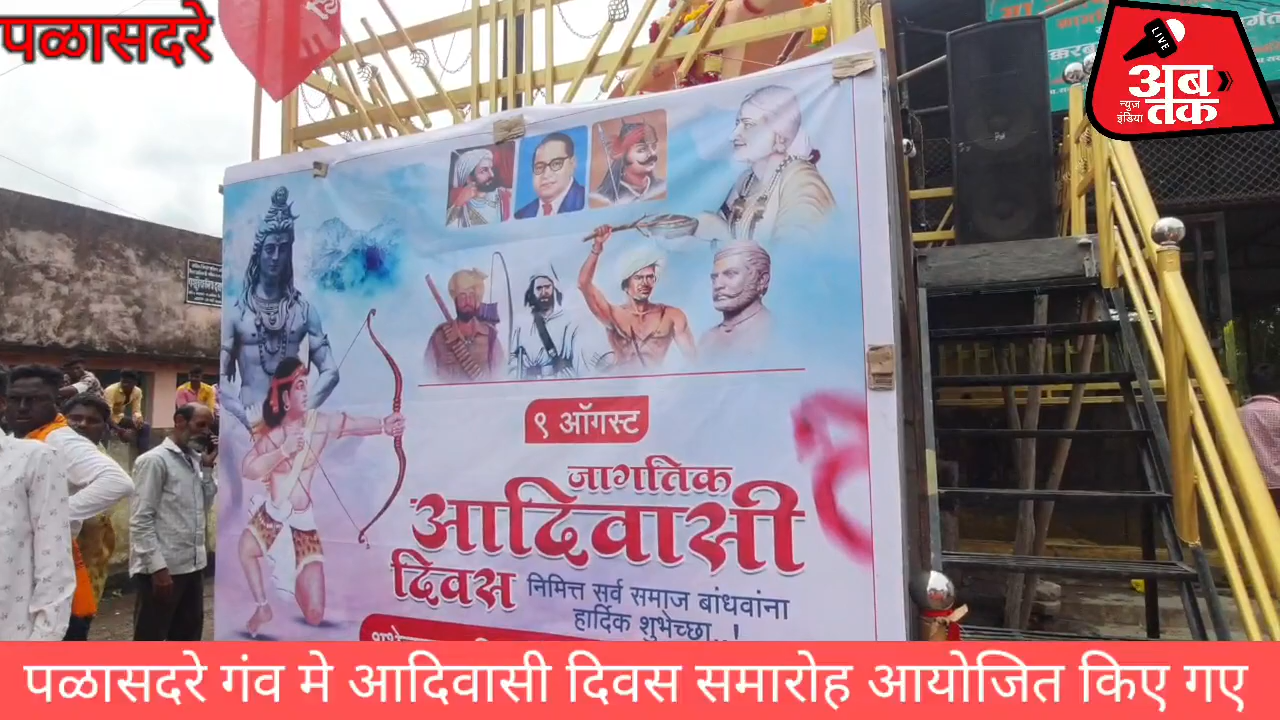 पळासदरे
LIVE
अब
तक
न्युज
इंडिया
९ ऑगस्ट
जागतिक
आदिवासी
दिवस
निमित्त सर्व समाज बांधवांना
हार्दिक शुभेच्छा...!
पळासदरे गंव मे आदिवासी दिवस समारोह आयोजित किए गए